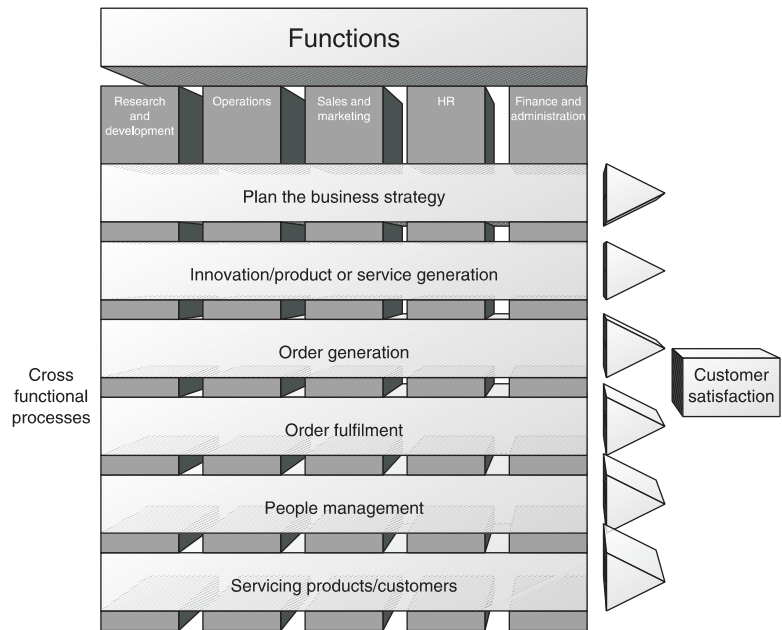 Functions
Research
and
development
Operations
Sales and
marketing
HR
Finance and
administration
Plan the business strategy
Innovation/product or service generation
Order generation
Cross
functional
processes
Customer
satisfaction
Order fulfilment
People management
Servicing products/customers